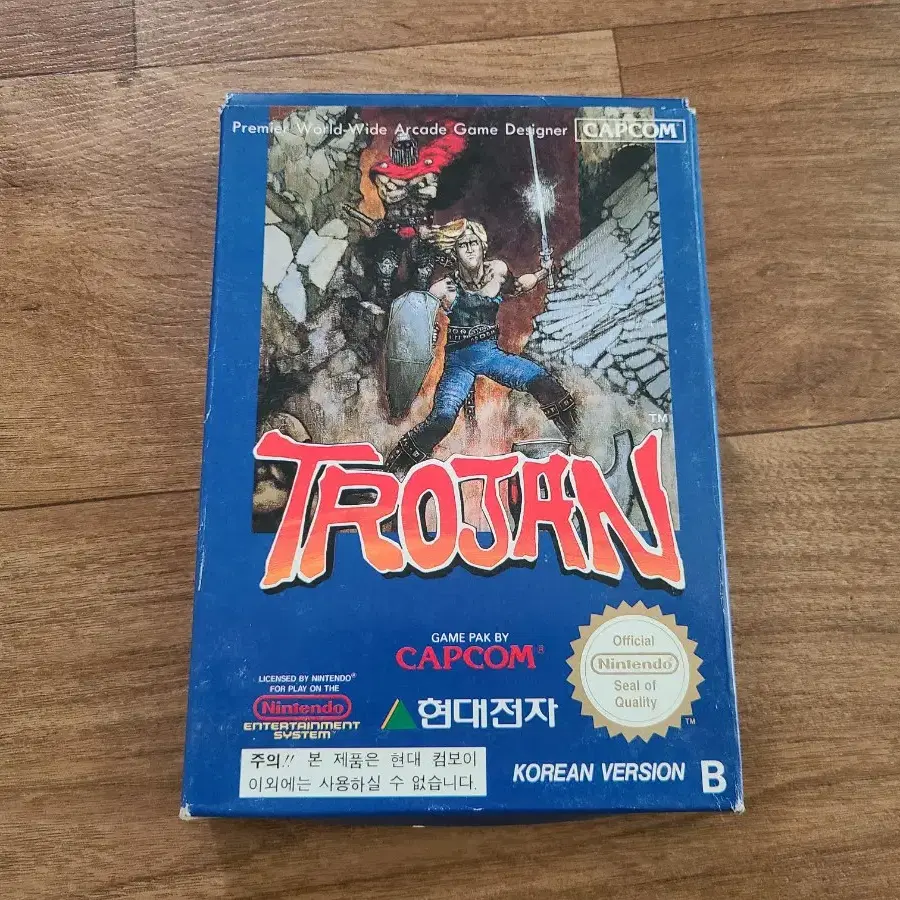 Premier World-Wide Arcade Game Designer CAPCOM
TM
TROJAN
GAME PAK BY
CAPCOM®
LICENSED BY NINTENDO®
FOR PLAY ON THE
Nintendo
ENTERTAINMENT
SYSTEM™
현대전자
Official
Nintendo
Seal of
Quality
TM
주의!! 본 제품은 현대 컴보이
이외에는 사용하실 수 없습니다.
KOREAN VERSION B